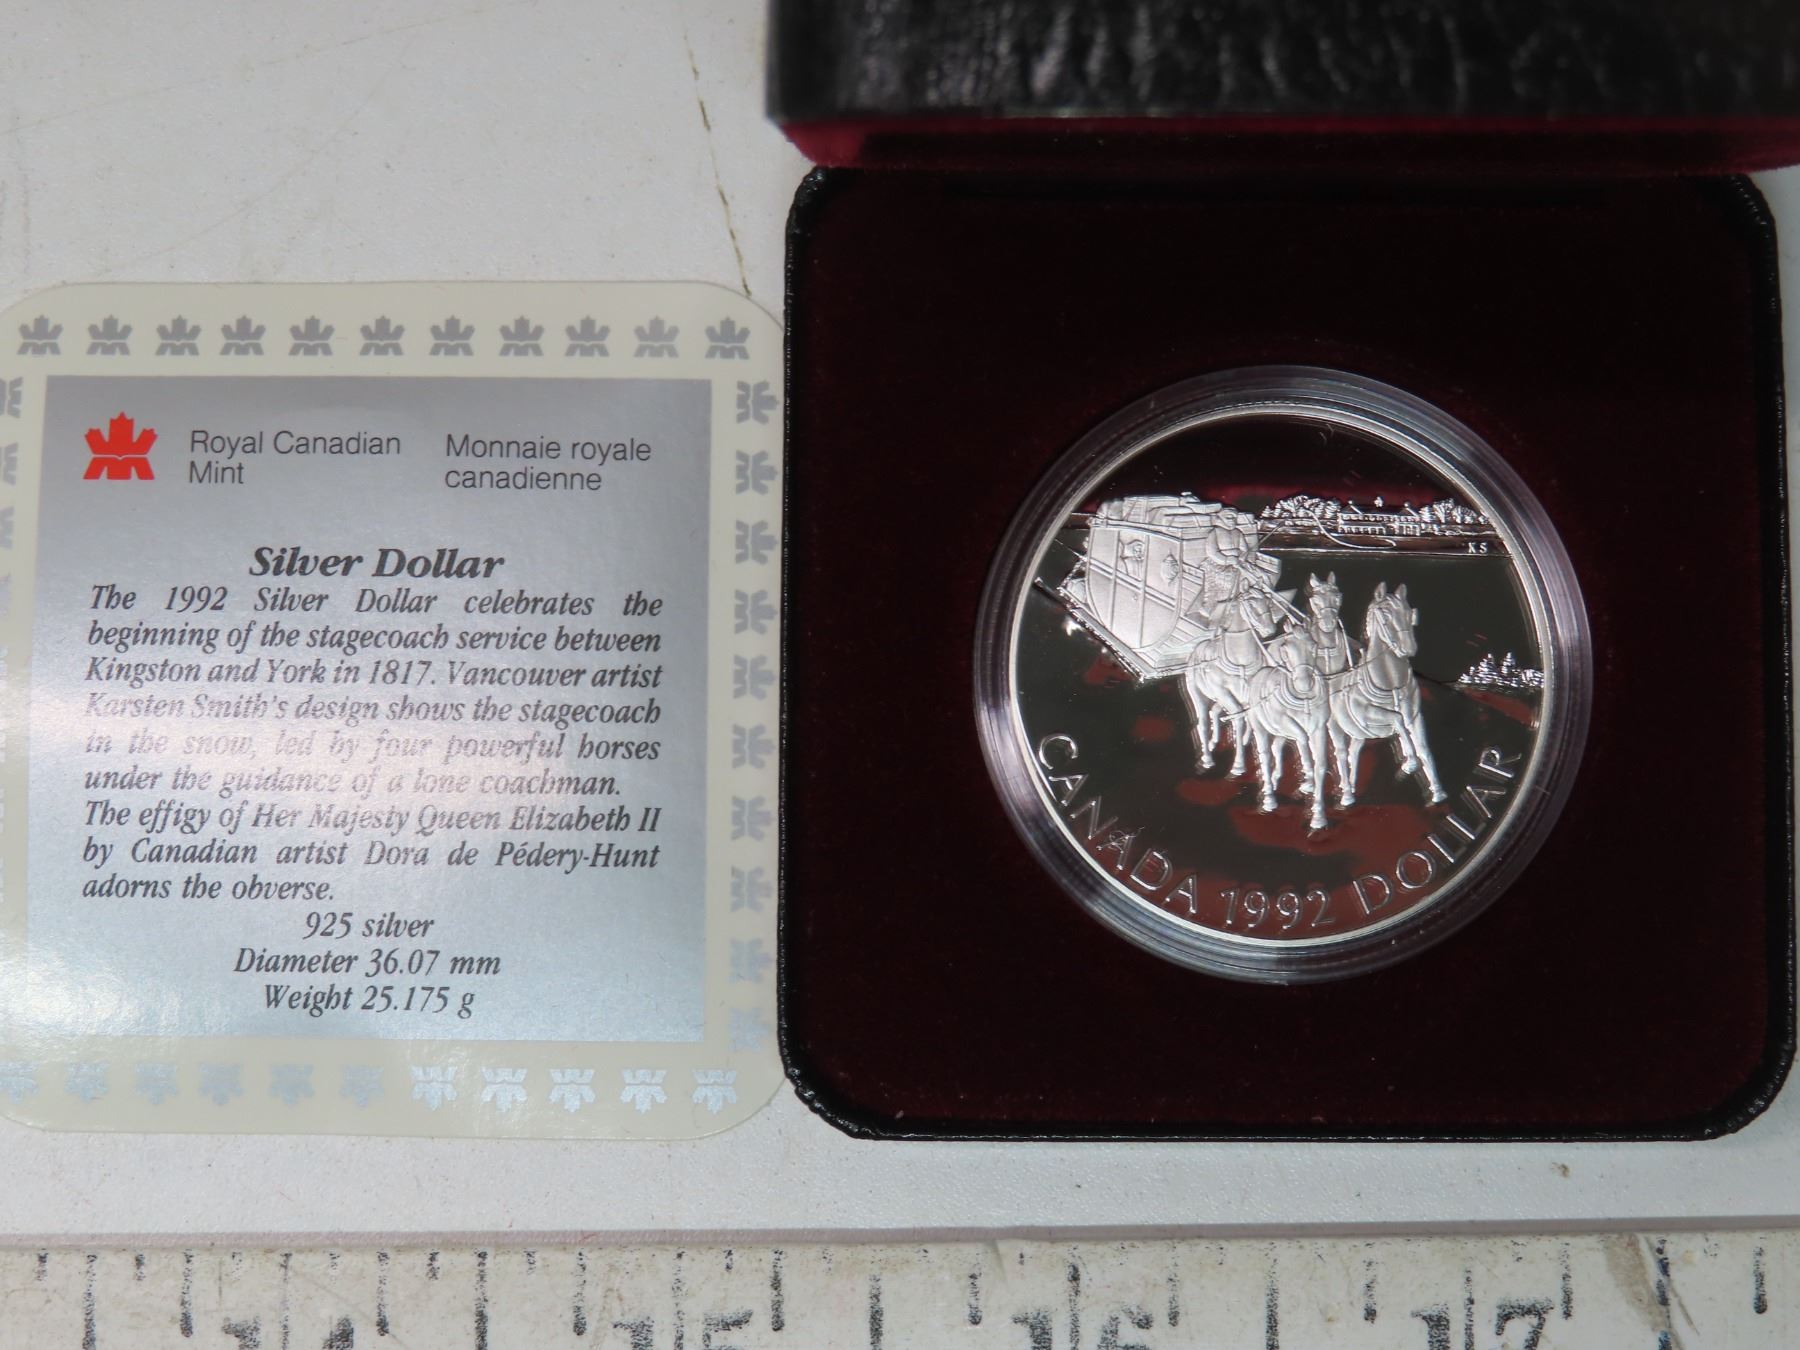 Royal Canadian
Mint
Monnaie royale
canadienne
Silver Dollar
The 1992 Silver Dollar celebrates the
beginning of the stagecoach service between
Kingston and York in 1817. Vancouver artist
Karsten Smith's design shows the stagecoach
in the snow, led by four powerful horses
under the guidance of a lone coachman.
The effigy of Her Majesty Queen Elizabeth II
by Canadian artist Dora de Pédery-Hunt
adorns the obverse.
925 silver
Diameter 36.07 mm
Weight 25.175 g
KS
CANADA 1992 DOLLAR
15 16 17